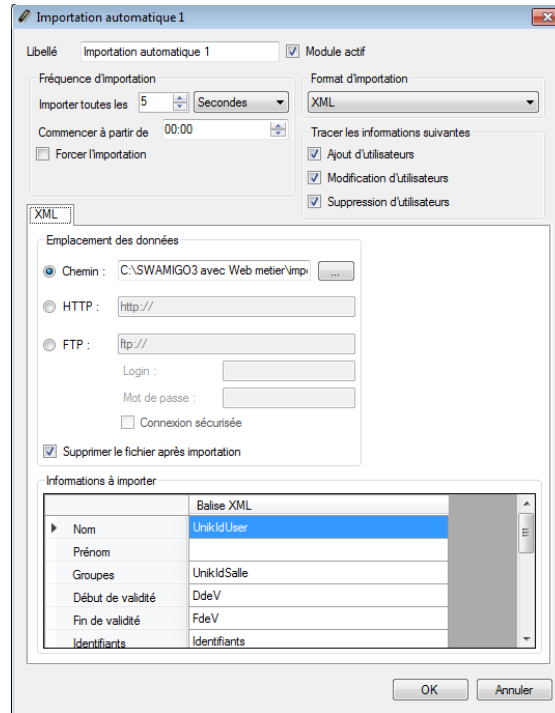 Importation automatique 1
Libellé Importation automatique 1 Module actif
Fréquence d'importation
Importer toutes les 5 Secondes
Commencer à partir de 00:00
Forcer l'importation
Format d'importation
XML
Tracer les informations suivantes
Ajout d'utilisateurs
Modification d'utilisateurs
Suppression d'utilisateurs
XML
Emplacement des données
Chemin : C:\SWAMIGO3 avec Web metier\imp ...
HTTP : http://
FTP : ftp://
Login :
Mot de passe :
Connexion sécurisée
Supprimer le fichier après importation
Informations à importer
Balise XML
Nom UnikIdUser
Prénom
Groupes UnikIdSalle
Début de validité DdeV
Fin de validité FdeV
Identifiants Identifiants
OK Annuler